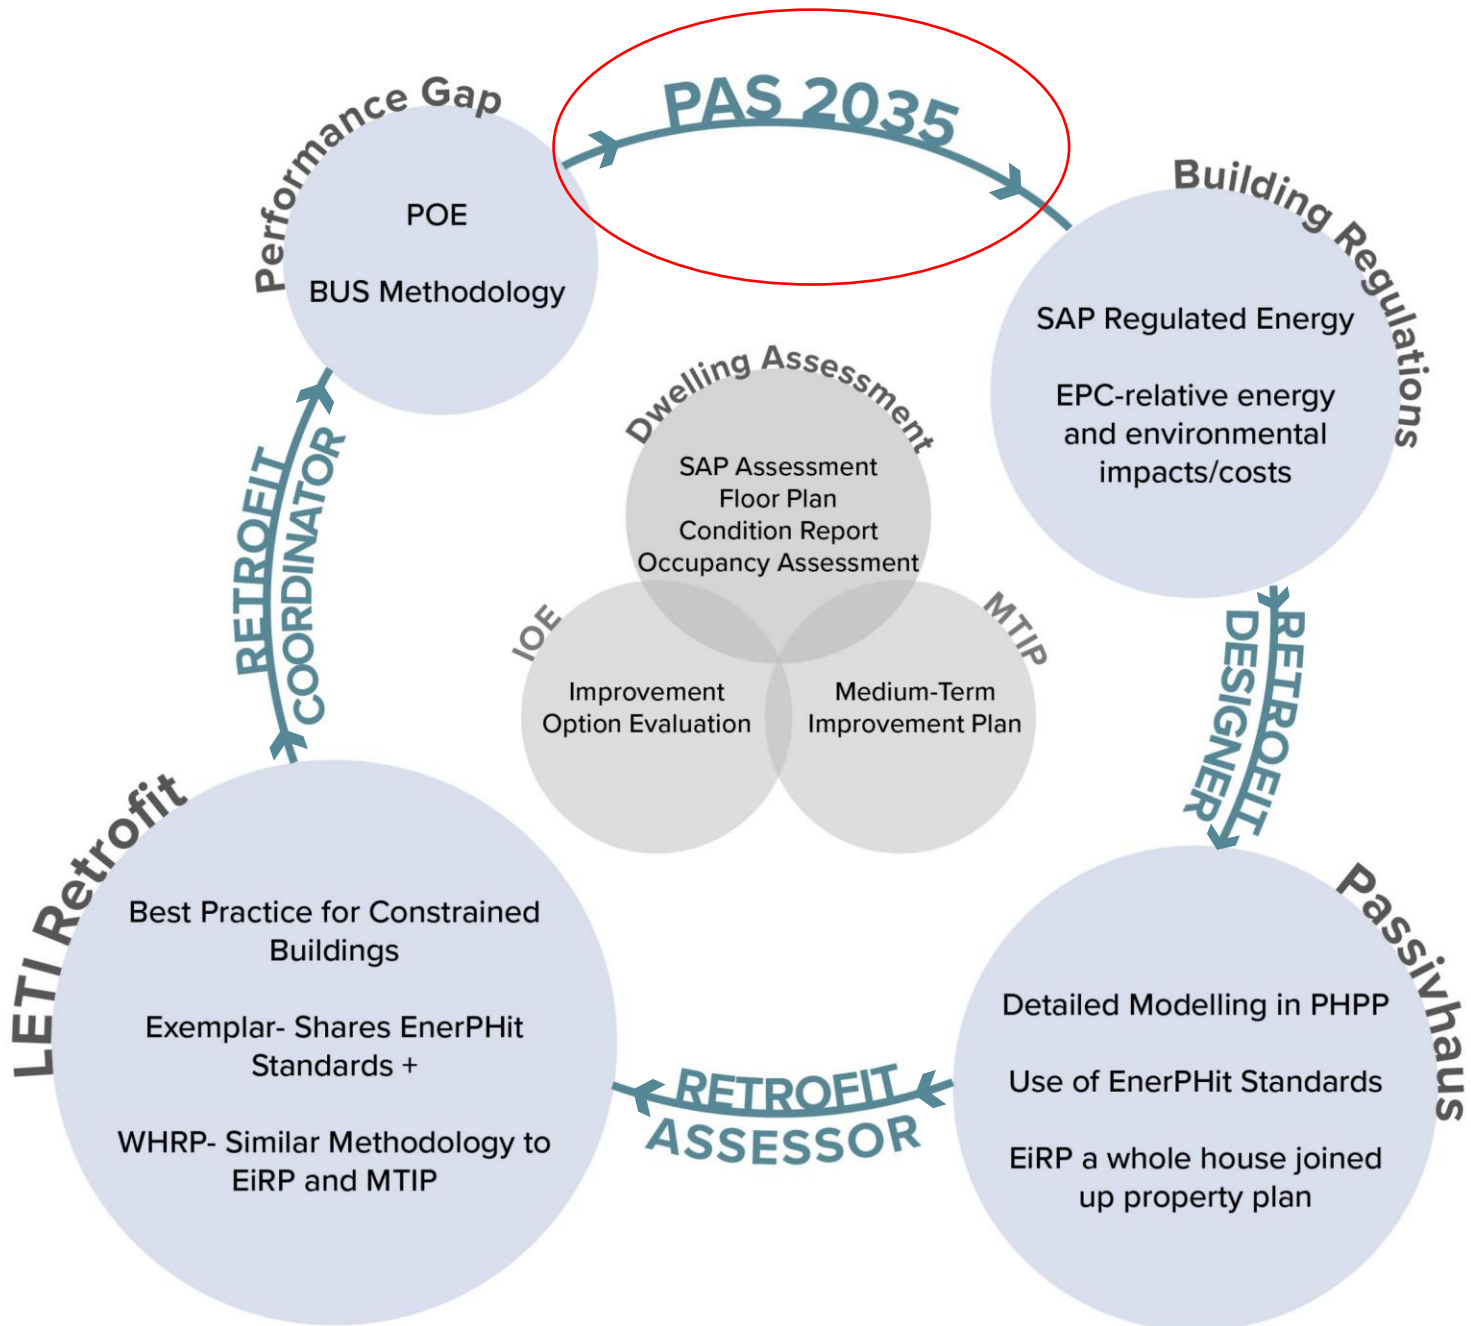 PAS 2035
Performance Gap
POE
BUS Methodology
Building Regulations
SAP Regulated Energy
EPC-relative energy
and environmental
impacts/costs
Dwelling Assessment
SAP Assessment
Floor Plan
Condition Report
Occupancy Assessment
IOE
Improvement
Option Evaluation
MTIP
Medium-Term
Improvement Plan
RETROFIT
COORDINATOR
RETROFIT
DESIGNER
LETI Retrofit
Best Practice for Constrained
Buildings
Exemplar- Shares EnerPHit
Standards +
WHRP- Similar Methodology to
EiRP and MTIP
RETROFIT
ASSESSOR
Passivhaus
Detailed Modelling in PHPP
Use of EnerPHit Standards
EiRP a whole house joined
up property plan